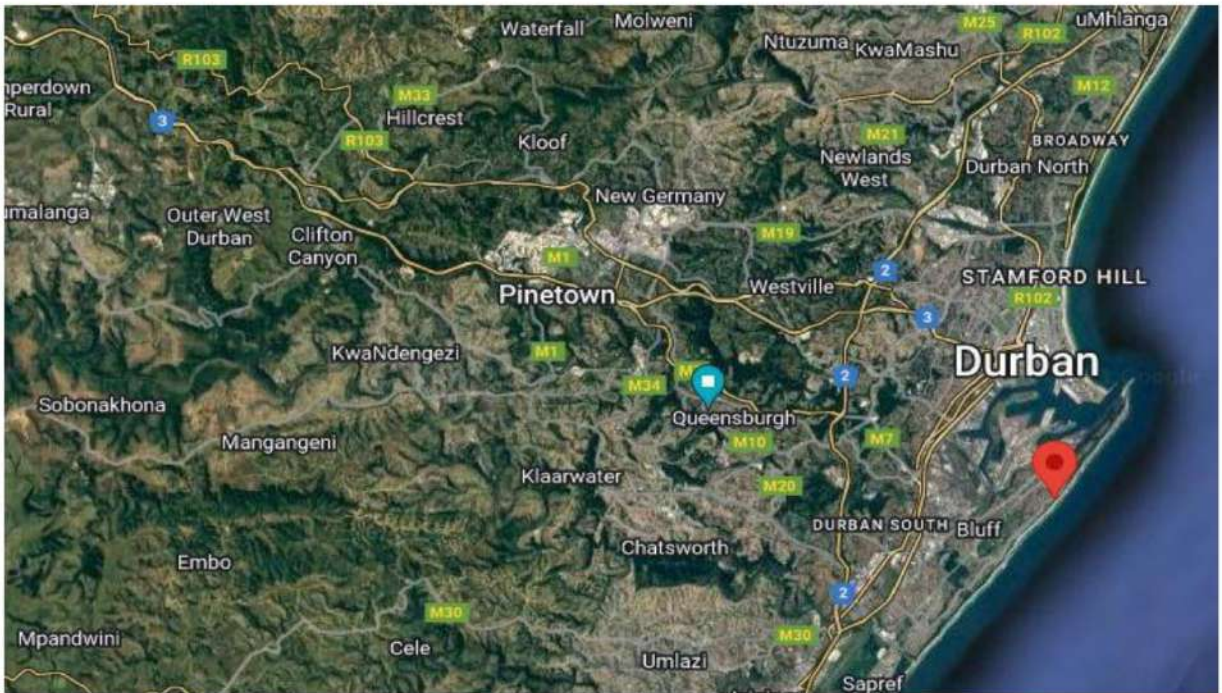 Waterfall
Molweni
M25
uMhlanga
R102
Ntuzuma
KwaMashu
R103
M12
nperdown
Rural
M33
Hillcrest
3
R103
M21
BROADWAY
Kloof
Newlands
West
Durban North
New Germany
umalanga
Outer West
Durban
M19
Clifton
Canyon
M1
2
STAMFORD HILL
Pinetown
Westville
R102
3
KwaNdengezi
M1
Durban
M34
2
Sobonakhona
Queensburgh
Mangangeni
M10
M7
Klaarwater
M20
DURBAN SOUTH
Bluff
Chatsworth
Embo
2
M30
Mpandwini
Cele
M30
Umlazi
Sapref